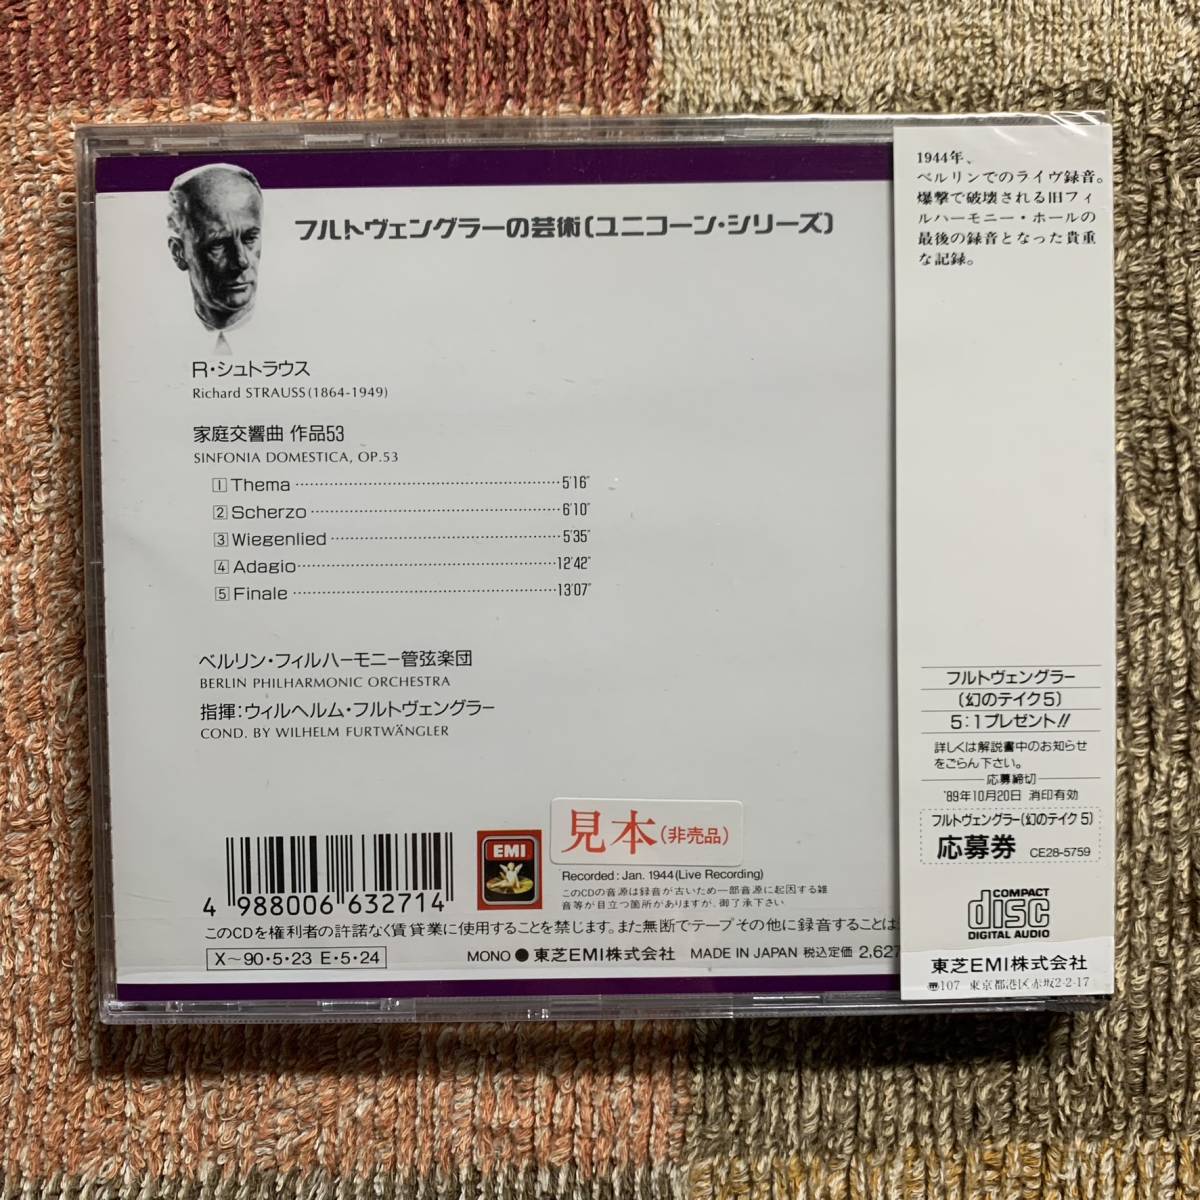 フルトヴェングラーの芸術〔ユニコーン・シリーズ〕
R・シュトラウス
Richard STRAUSS(1864-1949)
家庭交響曲 作品53
SINFONIA DOMESTICA, OP.53
1 Thema 5'16"
2 Scherzo 6'10"
3 Wiegenlied 5'35"
4 Adagio 12'42"
5 Finale 13'07"
ベルリン・フィルハーモニー管弦楽団
BERLIN PHILHARMONIC ORCHESTRA
指揮：ウィルヘルム・フルトヴェングラー
COND. BY WILHELM FURTWÄNGLER
見本(非売品)
EMI
Recorded : Jan. 1944(Live Recording)
このCDの音源は録音が古いため一部音源に起因する雑
音等が目立つ箇所がありますが、御了承下さい
4 988006 632714
このCDを権利者の許諾なく賃貸業に使用することを禁じます。また無断でテープその他に録音することは
X～90・5・23 E・5・24
MONO ● 東芝EMI株式会社 MADE IN JAPAN 税込定価 2,627
1944年、
ベルリンでのライヴ録音。
爆撃で破壊される旧フィ
ルハーモニー・ホールの
最後の録音となった貴重
な記録。
フルトヴェングラー
〔幻のテイク5〕
5：1プレゼント!!
詳しくは解説書中のお知らせ
をごらん下さい。
応募締切
'89年10月20日 消印有効
フルトヴェングラー〔幻のテイク5〕
応募券 CE28-5759
COMPACT
disc
DIGITAL AUDIO
東芝EMI株式会社
〠107 東京都港区赤坂2-2-17